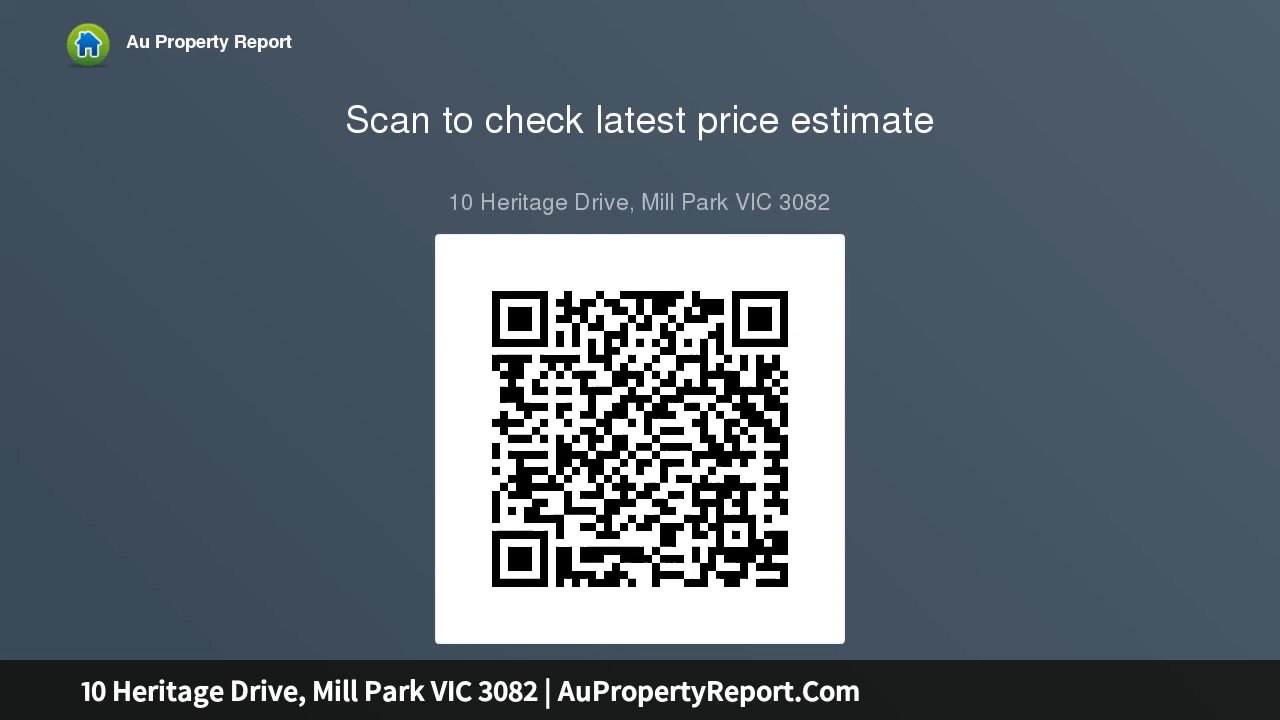 Au Property Report
Scan to check latest price estimate
10 Heritage Drive, Mill Park VIC 3082
10 Heritage Drive, Mill Park VIC 3082 | AuPropertyReport.Com